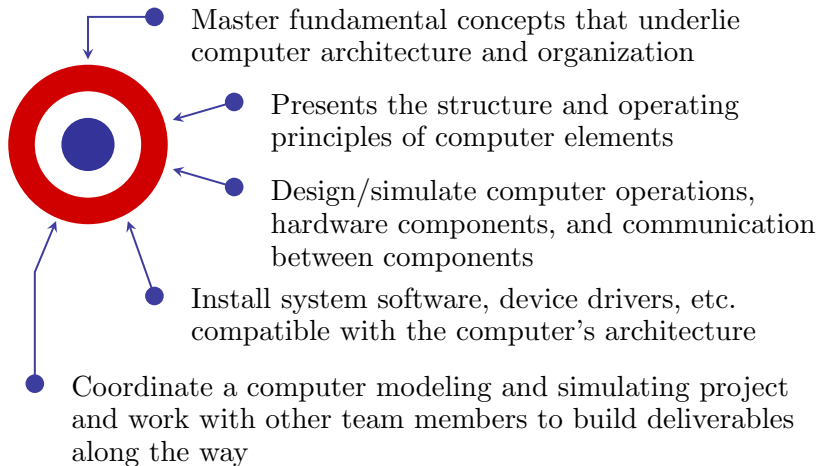 Master fundamental concepts that underlie
computer architecture and organization
Presents the structure and operating
principles of computer elements
Design/simulate computer operations,
hardware components, and communication
between components
Install system software, device drivers, etc.
compatible with the computer's architecture
Coordinate a computer modeling and simulating project
and work with other team members to build deliverables
along the way